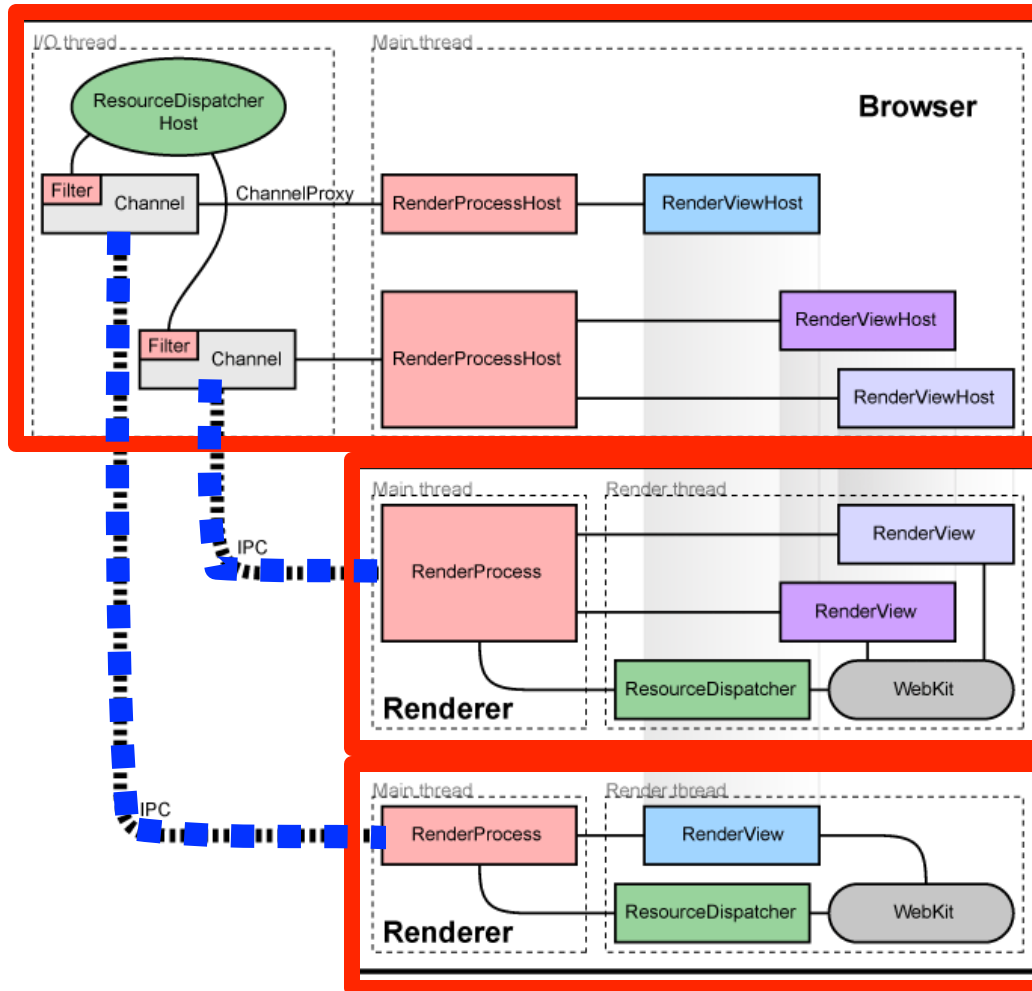 I/O thread
Main thread
ResourceDispatcher
Host
Browser
Filter
Channel
ChannelProxy
RenderProcessHost
RenderViewHost
Filter
Channel
RenderProcessHost
RenderViewHost
RenderViewHost
Main thread
Render thread
IPC
RenderProcess
RenderView
RenderView
ResourceDispatcher
WebKit
Renderer
Main thread
Render thread
IPC
RenderProcess
RenderView
ResourceDispatcher
WebKit
Renderer